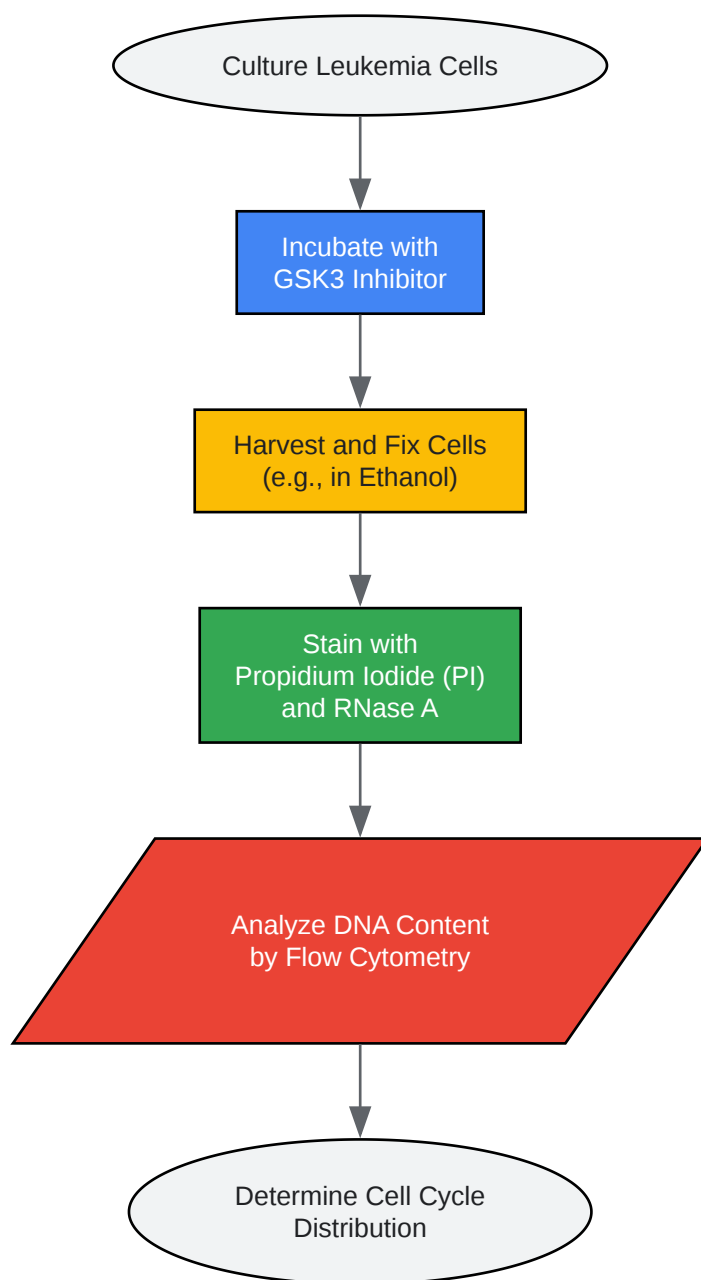 Culture Leukemia Cells
Incubate with
GSK3 Inhibitor
Harvest and Fix Cells
(e.g., in Ethanol)
Stain with
Propidium Iodide (PI)
and RNase A
Analyze DNA Content
by Flow Cytometry
Determine Cell Cycle
Distribution